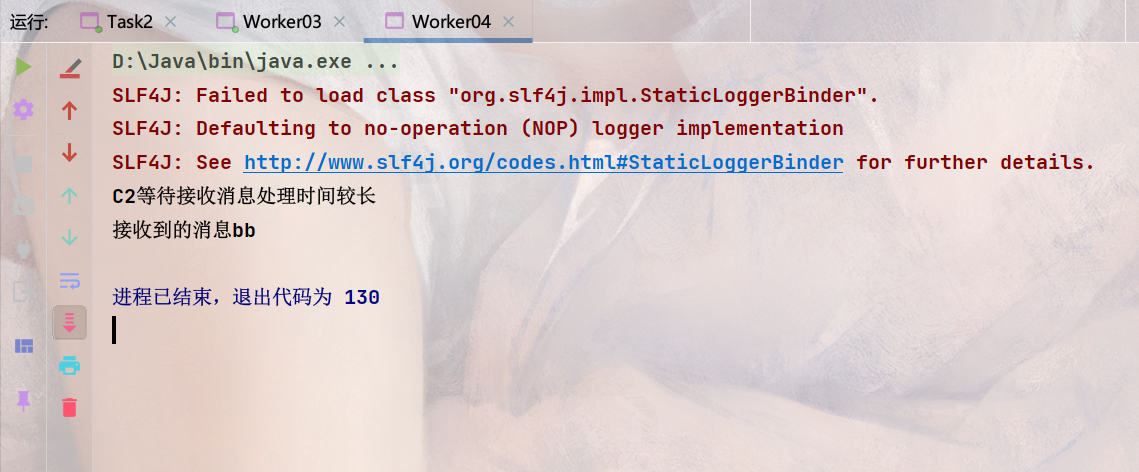 运行: Task2 Worker03 Worker04
D:\Java\bin\java.exe ...
SLF4J: Failed to load class "org.slf4j.impl.StaticLoggerBinder".
SLF4J: Defaulting to no-operation (NOP) logger implementation
SLF4J: See http://www.slf4j.org/codes.html#StaticLoggerBinder for further details.
C2等待接收消息处理时间较长
接收到的消息bb
进程已结束，退出代码为 130